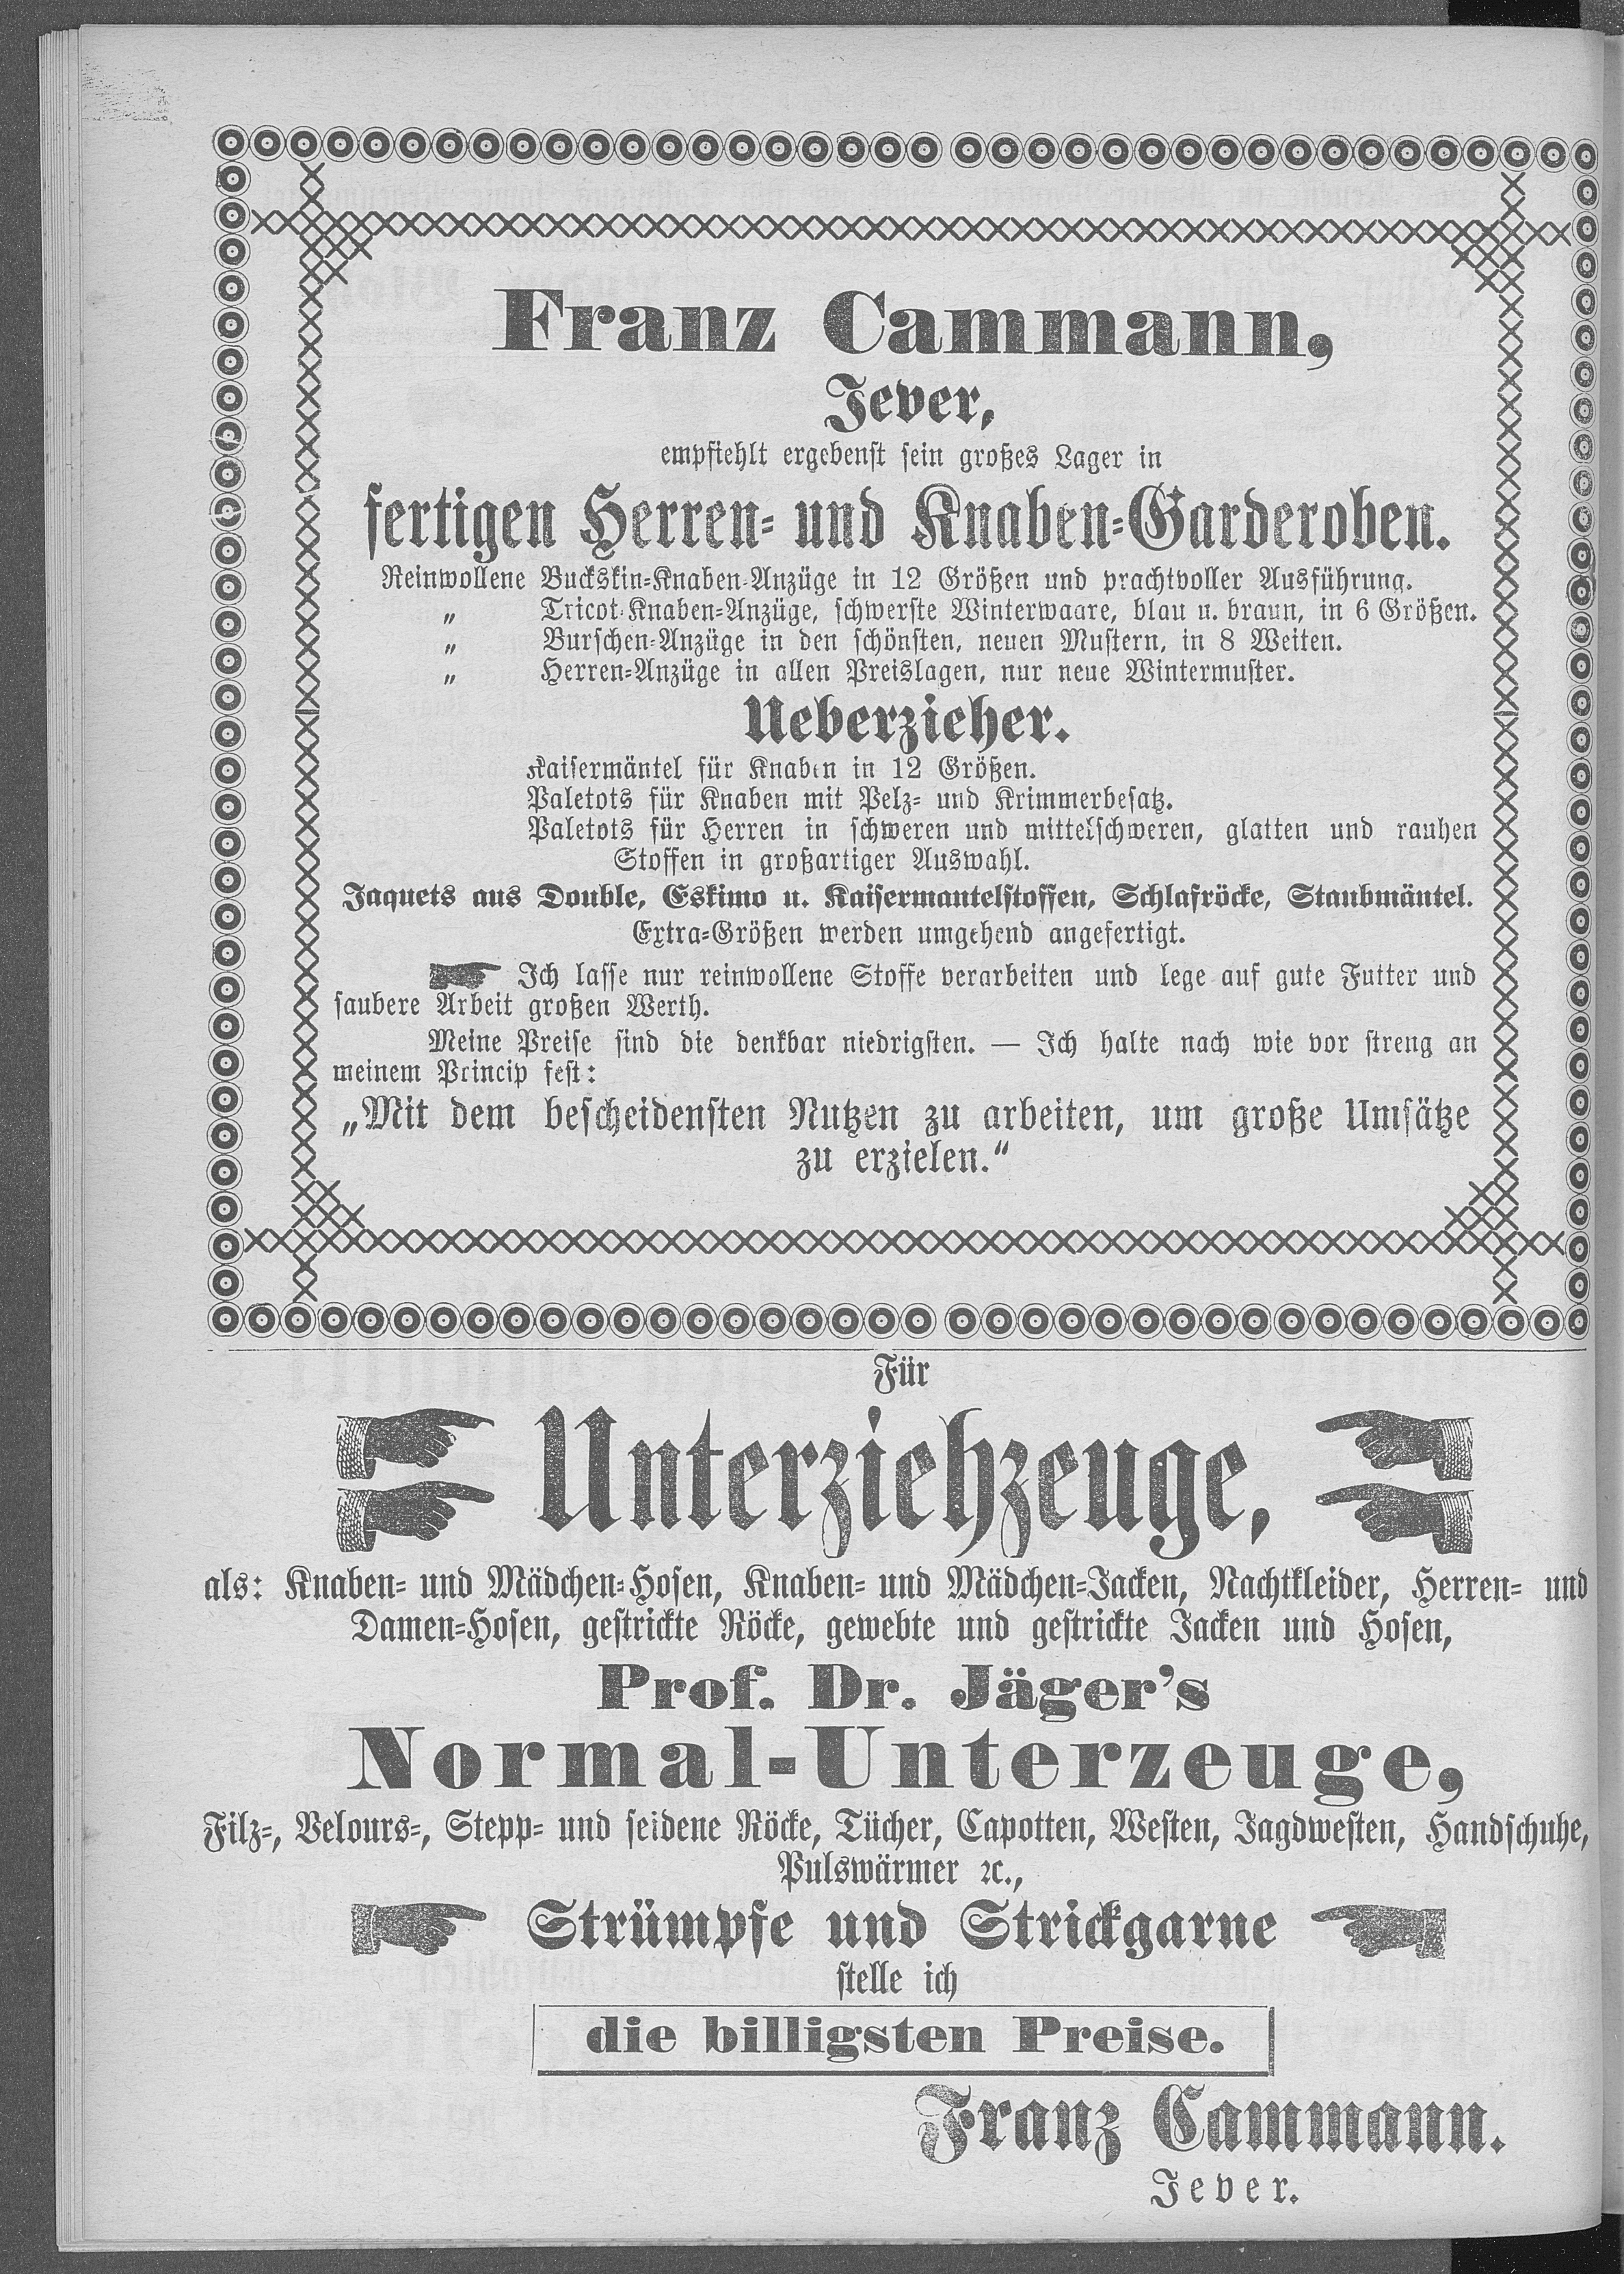 Franz Cammann,
Jever,
empfiehlt ergebenst sein großes Lager in
fertigen Herren- und Knaben-Garderoben.
Reinwollene Buckskin-Knaben-Anzüge in 12 Größen und prachtvoller Ausführung.
„ Tricot-Knaben-Anzüge, schwerste Winterwaare, blau u. braun, in 6 Größen.
„ Burschen-Anzüge in den schönsten, neuen Mustern, in 8 Weiten.
„ Herren-Anzüge in allen Preislagen, nur neue Wintermuster.
Ueberzieher.
Kaisermäntel für Knaben in 12 Größen.
Paletots für Knaben mit Pelz- und Krimmerbesatz.
Paletots für Herren in schweren und mittelschweren, glatten und rauhen
Stoffen in großartiger Auswahl.
Jaquets aus Double, Eskimo u. Kaisermantelstoffen, Schlafröcke, Staubmäntel.
Extra-Größen werden umgehend angefertigt.
Ich lasse nur reinwollene Stoffe verarbeiten und lege auf gute Futter und
saubere Arbeit großen Werth.
Meine Preise sind die denkbar niedrigsten. — Ich halte nach wie vor streng an
meinem Princip fest:
„Mit dem bescheidensten Nutzen zu arbeiten, um große Umsätze
zu erzielen.“
Für
Unterziehzeuge,
als: Knaben- und Mädchen-Hosen, Knaben- und Mädchen-Jacken, Nachtkleider, Herren- und
Damen-Hosen, gestrickte Röcke, gewebte und gestrickte Jacken und Hosen,
Prof. Dr. Jäger’s
Normal-Unterzeuge,
Filz-, Velours-, Stepp- und seidene Röcke, Tücher, Capotten, Westen, Jagdwesten, Handschuhe,
Pulswärmer ꝛc.,
Strümpfe und Strickgarne
stelle ich
die billigsten Preise.
Franz Cammann.
Jever.